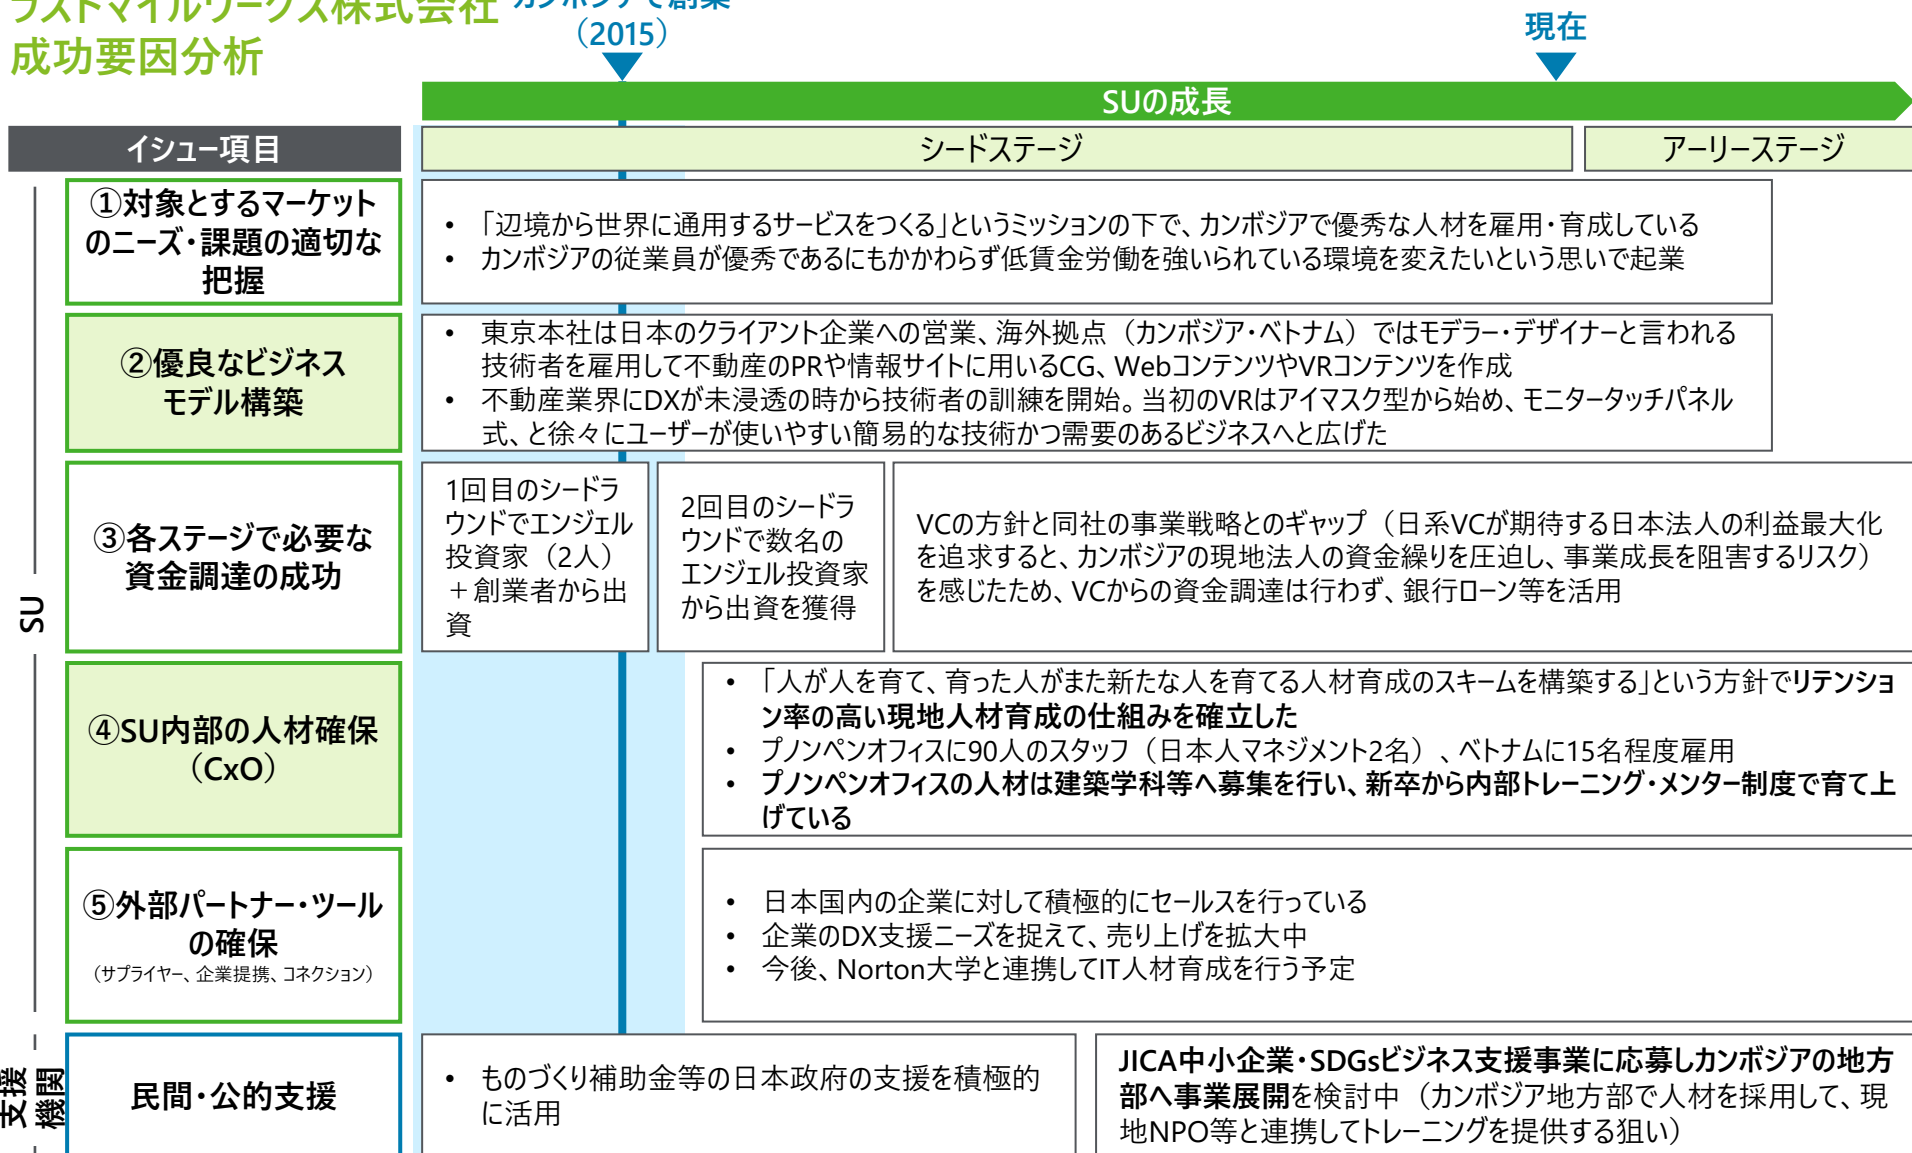 ラストマイルワークス株式会社
成功要因分析
カンボジアで創業
（2015）
現在
SUの成長
イシュー項目
シードステージ
アーリーステージ
SU
①対象とするマーケット
のニーズ・課題の適切な
把握
• 「辺境から世界に通用するサービスをつくる」というミッションの下で、カンボジアで優秀な人材を雇用・育成している
• カンボジアの従業員が優秀であるにもかかわらず低賃金労働を強いられている環境を変えたいという思いで起業
②優良なビジネス
モデル構築
• 東京本社は日本のクライアント企業への営業、海外拠点（カンボジア・ベトナム）ではモデラー・デザイナーと言われる
技術者を雇用して不動産のPRや情報サイトに用いるCG、WebコンテンツやVRコンテンツを作成
• 不動産業界にDXが未浸透の時から技術者の訓練を開始。当初のVRはアイマスク型から始め、モニタータッチパネル
式、と徐々にユーザーが使いやすい簡易的な技術かつ需要のあるビジネスへと広げた
③各ステージで必要な
資金調達の成功
1回目のシードラ
ウンドでエンジェル
投資家（2人）
＋創業者から出
資
2回目のシードラ
ウンドで数名の
エンジェル投資家
から出資を獲得
VCの方針と同社の事業戦略とのギャップ（日系VCが期待する日本法人の利益最大化
を追求すると、カンボジアの現地法人の資金繰りを圧迫し、事業成長を阻害するリスク）
を感じたため、VCからの資金調達は行わず、銀行ローン等を活用
④SU内部の人材確保
（CxO）
• 「人が人を育て、育った人がまた新たな人を育てる人材育成のスキームを構築する」という方針でリテンショ
ン率の高い現地人材育成の仕組みを確立した
• プノンペンオフィスに90人のスタッフ（日本人マネジメント2名）、ベトナムに15名程度雇用
• プノンペンオフィスの人材は建築学科等へ募集を行い、新卒から内部トレーニング・メンター制度で育て上
げている
⑤外部パートナー・ツール
の確保
（サプライヤー、企業提携、コネクション）
• 日本国内の企業に対して積極的にセールスを行っている
• 企業のDX支援ニーズを捉えて、売り上げを拡大中
• 今後、Norton大学と連携してIT人材育成を行う予定
支援
機関
民間・公的支援
• ものづくり補助金等の日本政府の支援を積極的
に活用
JICA中小企業・SDGsビジネス支援事業に応募しカンボジアの地方
部へ事業展開を検討中（カンボジア地方部で人材を採用して、現
地NPO等と連携してトレーニングを提供する狙い）